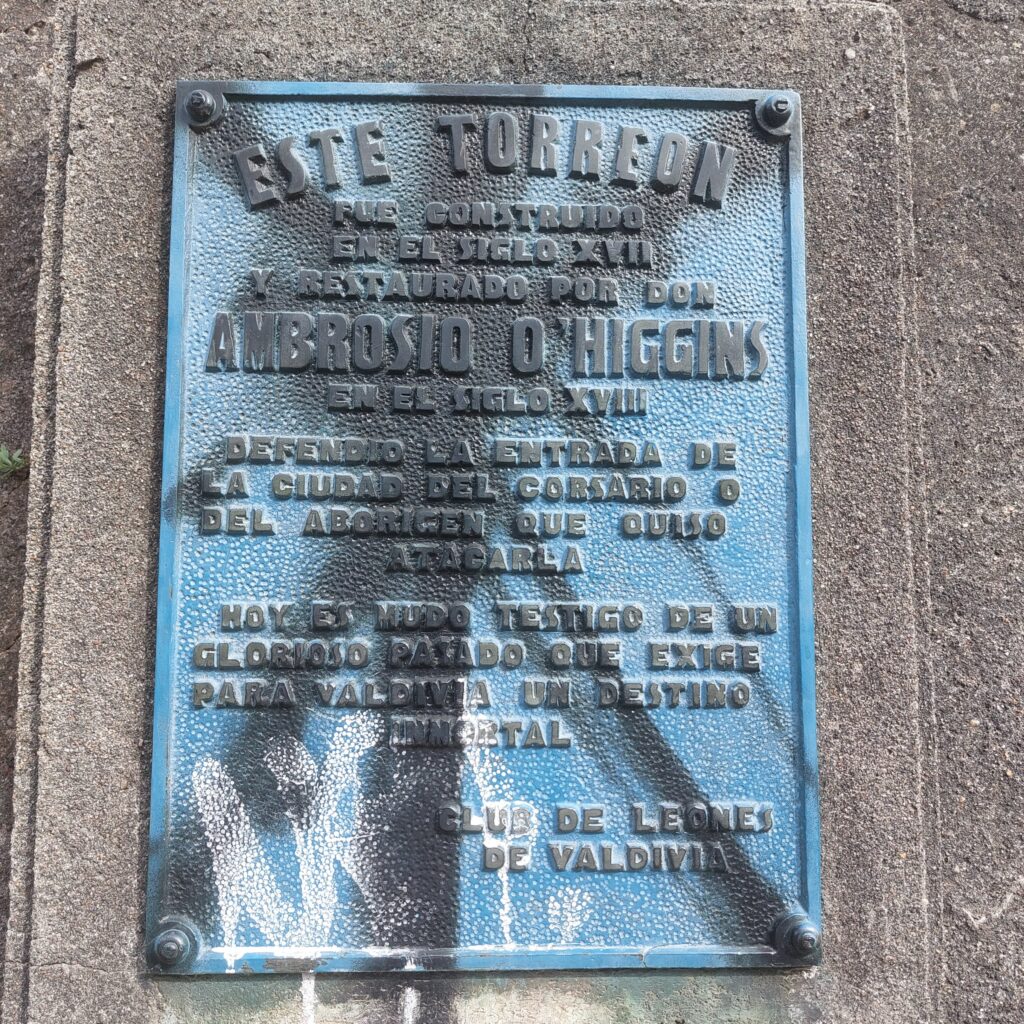 ESTE TORREON
FUE CONSTRUIDO
EN EL SIGLO XVII
Y RESTAURADO POR DON
AMBROSIO O'HIGGINS
EN EL SIGLO XVIII
DEFENDIO LA ENTRADA DE
LA CIUDAD DEL CORSARIO O
DEL ABORIGEN QUE QUISO
ATACARLA
HOY ES MUDO TESTIGO DE UN
GLORIOSO PASADO QUE EXIGE
PARA VALDIVIA UN DESTINO
INMORTAL
CLUB DE LEONES
DE VALDIVIA